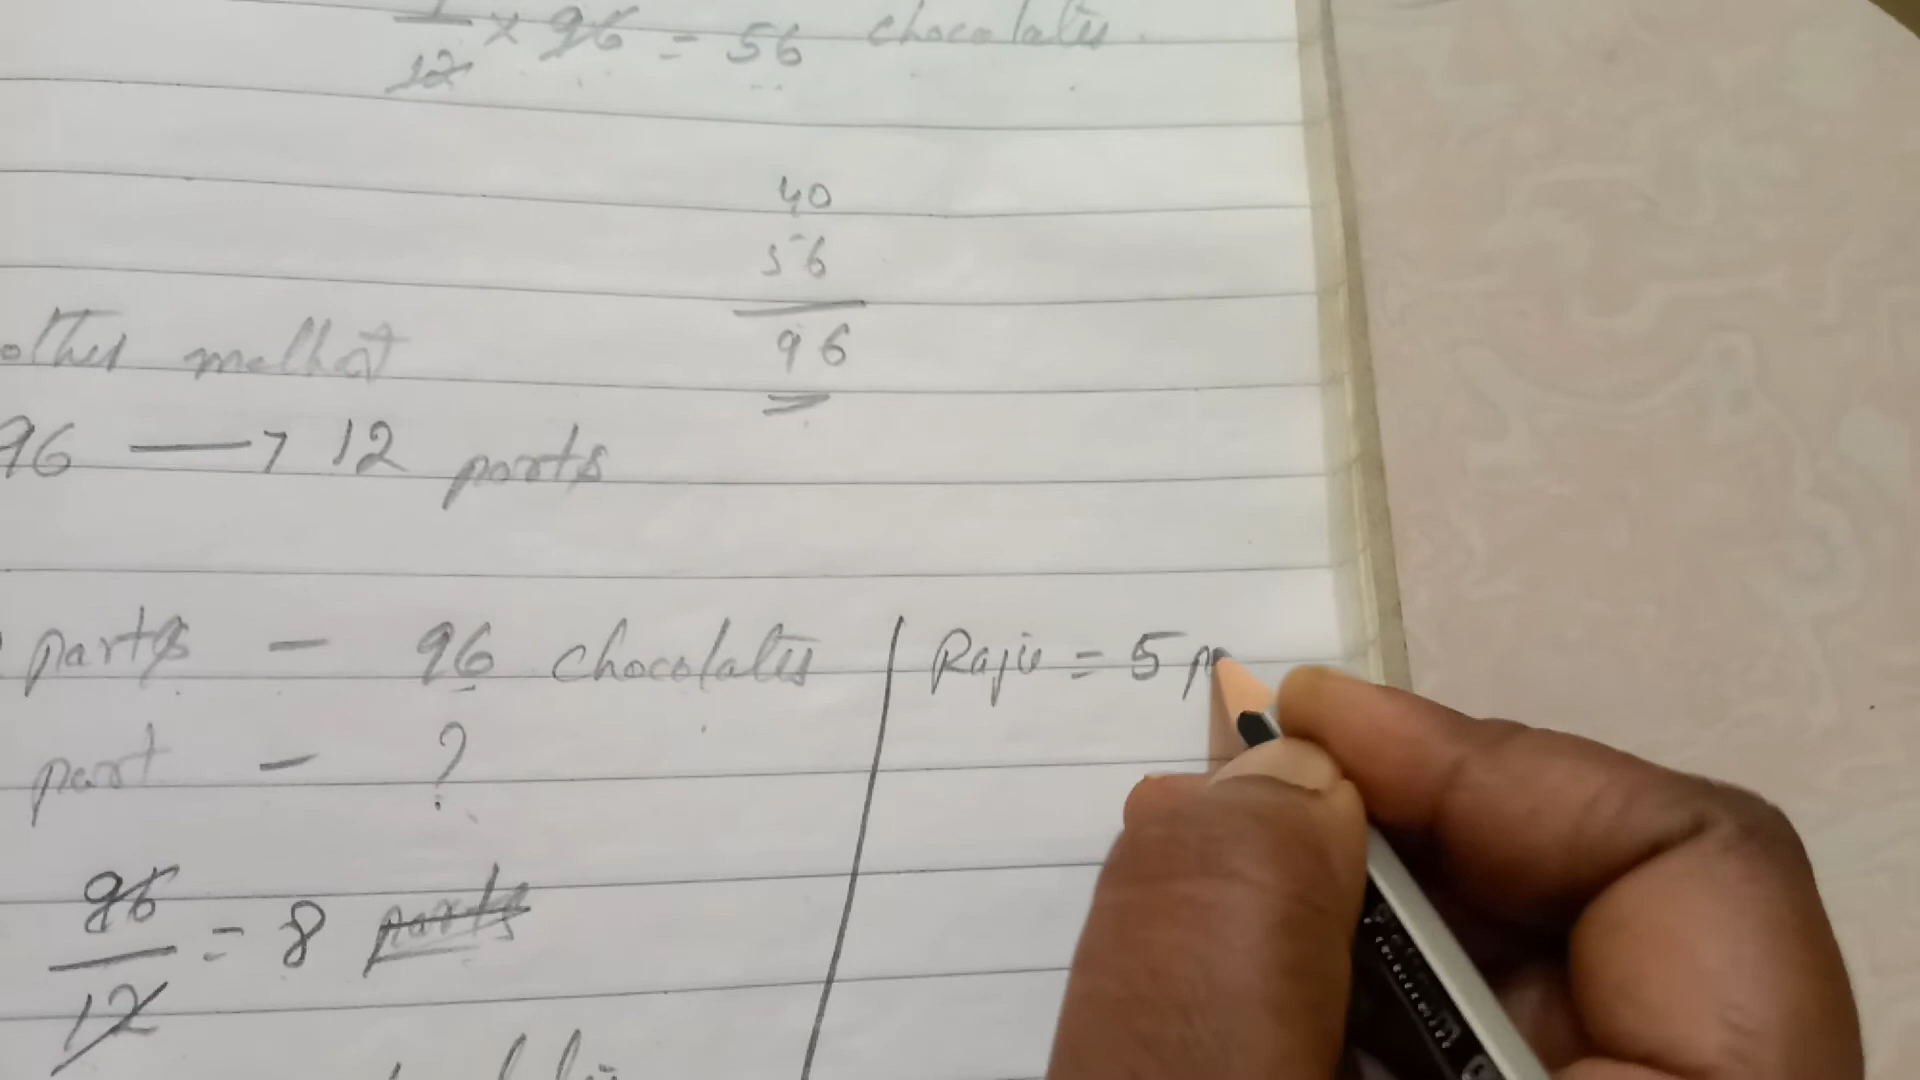 12 × 96 = 56 chocolates.
40
56
96
other melhot
96 → 12 parts
parts - 96 chocolates
Raju = 5 p
part - ?
96
12 = 8 parts